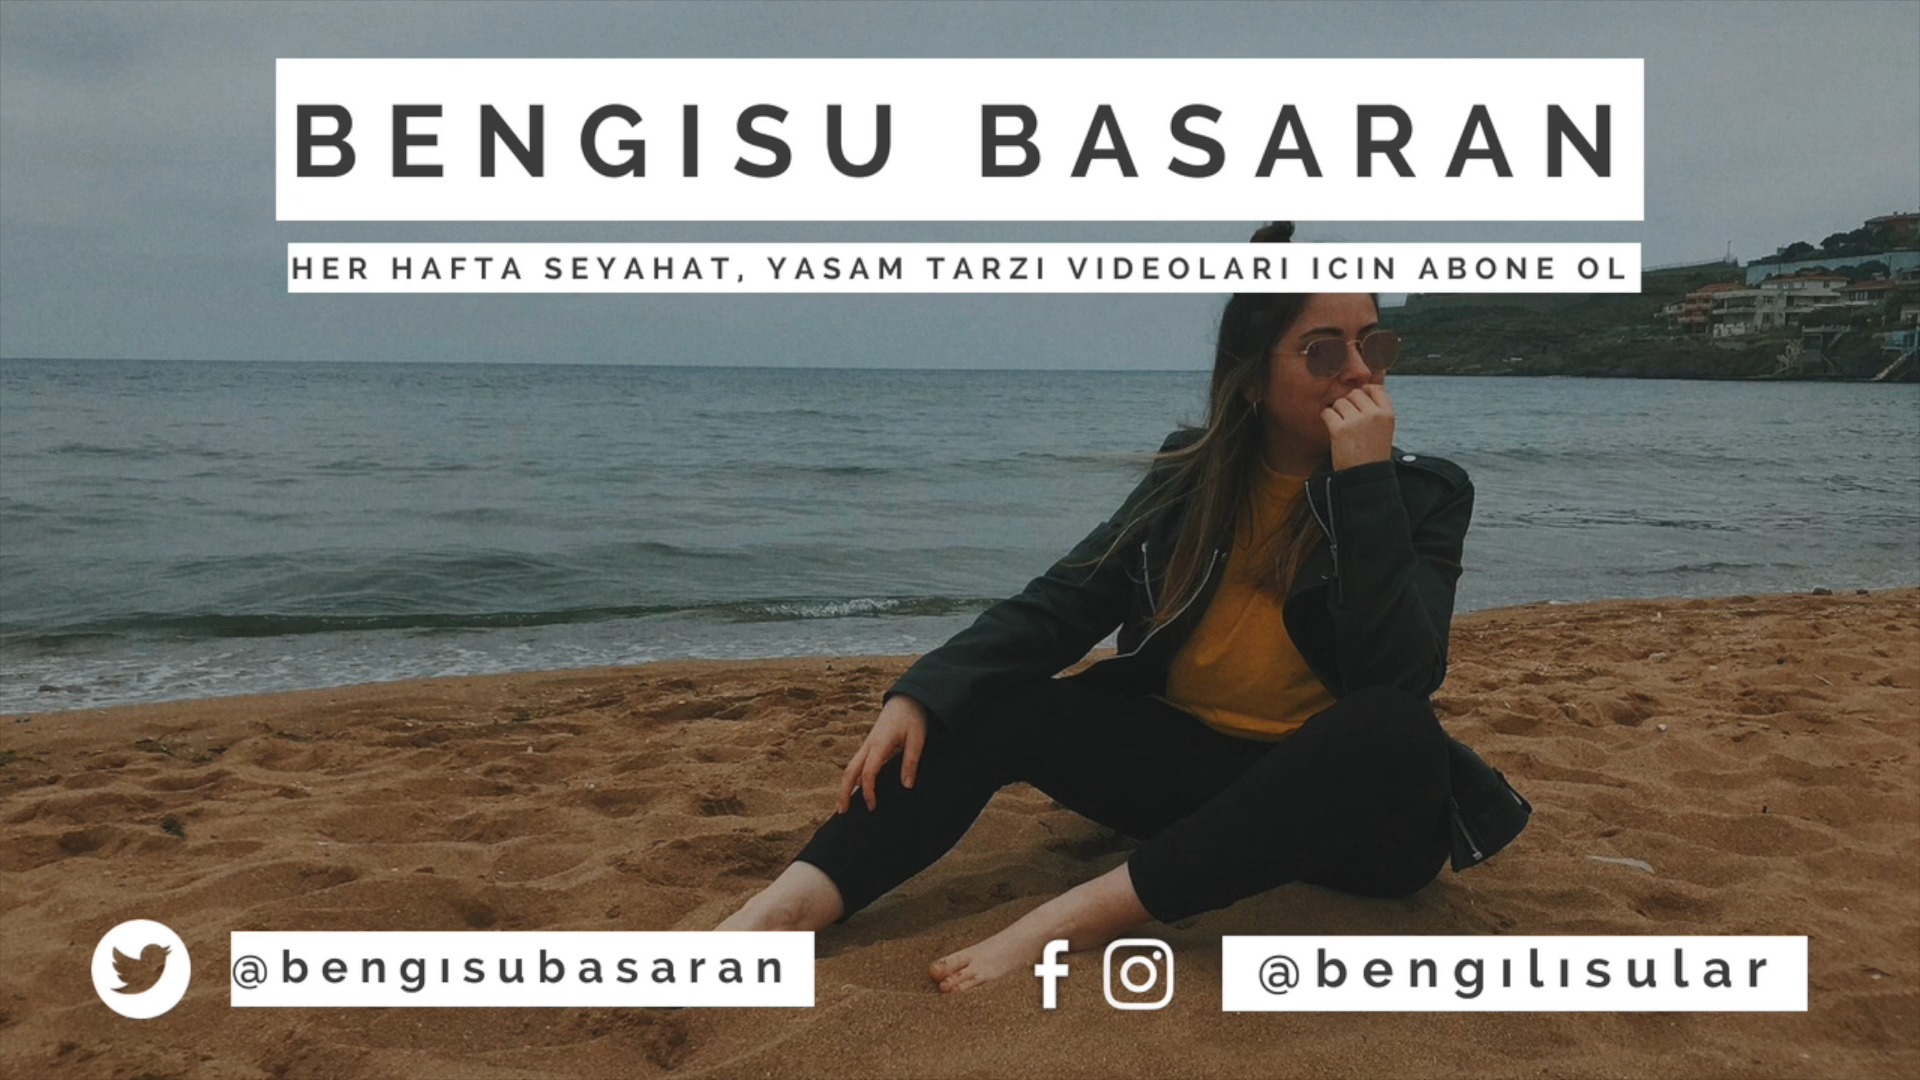 BENGISU BASARAN
HER HAFTA SEYAHAT, YASAM TARZI VIDEOLARI ICIN ABONE OL
@bengısubasaran
@bengılısular